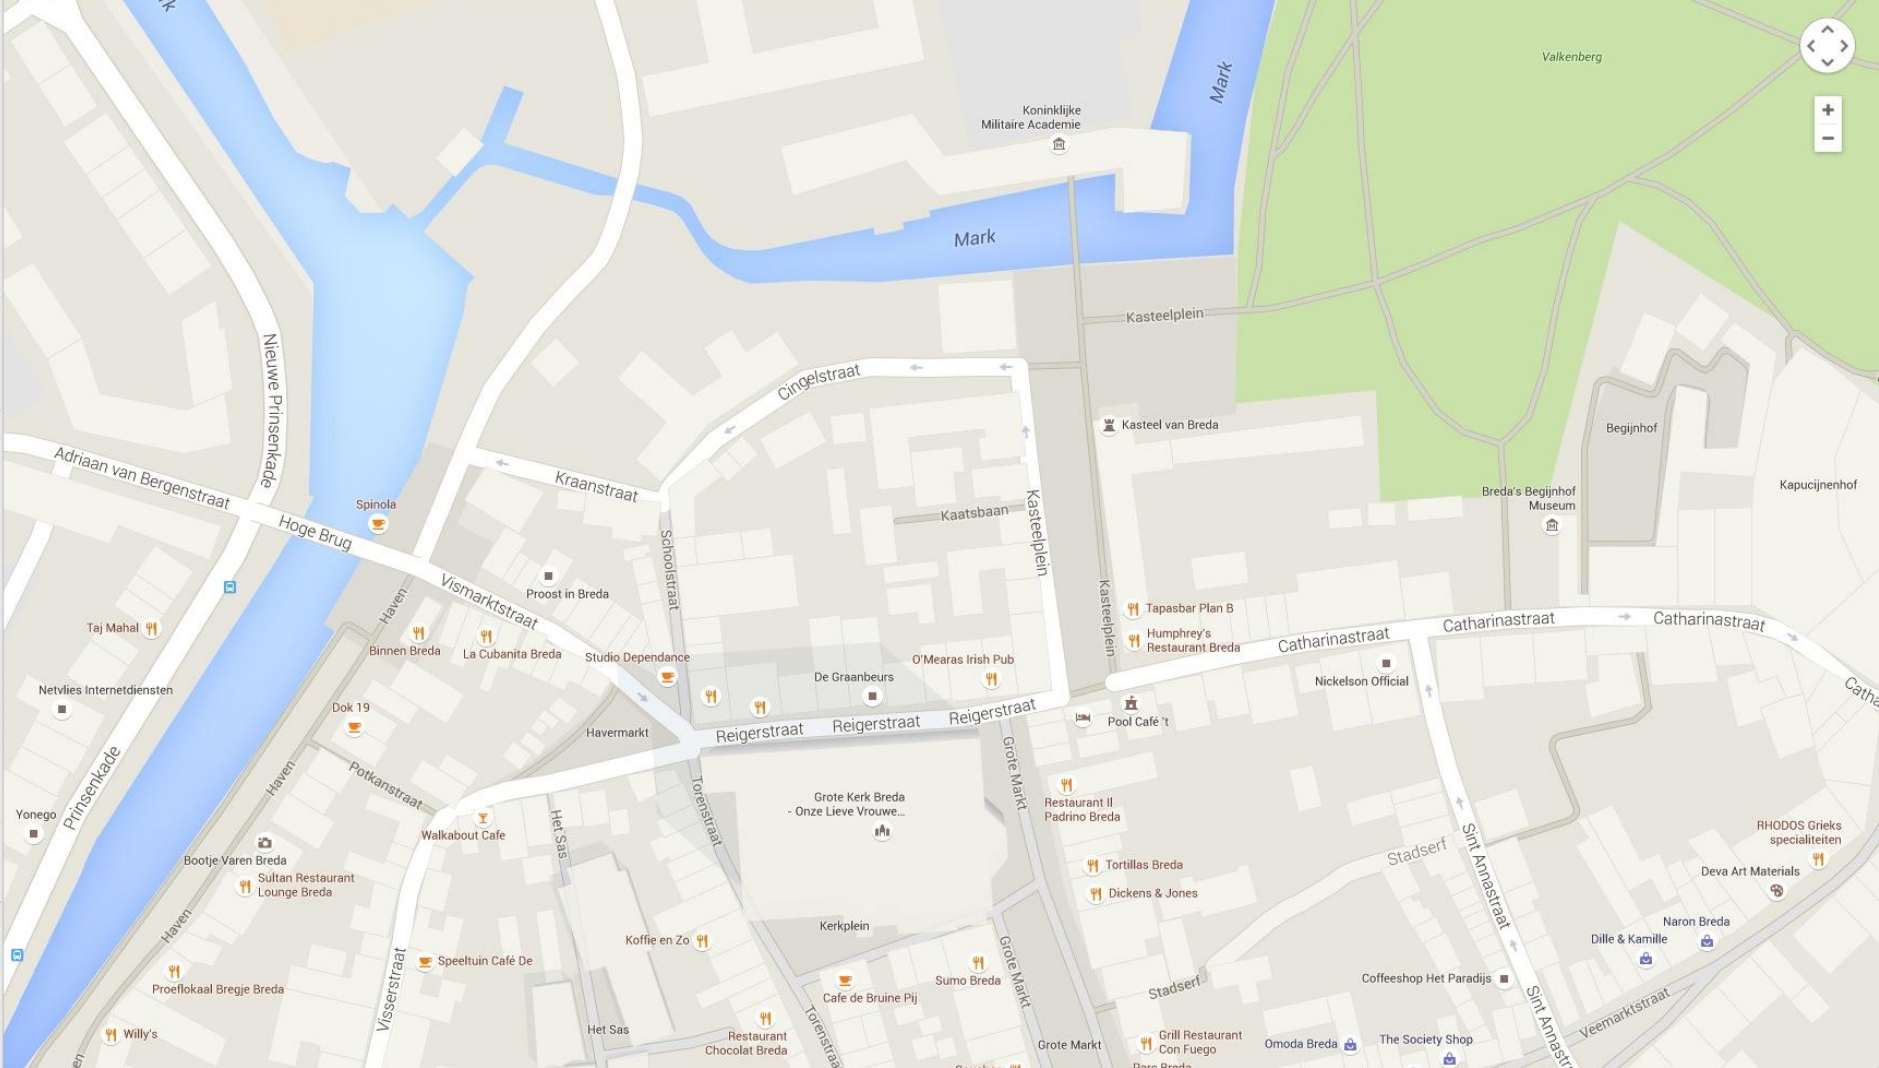 Mark
Valkenberg
Koninklijke
Militaire Academie
Mark
Kasteelplein
Nieuwe Prinsenkade
Cingelstraat
Kasteel van Breda
Begijnhof
Adriaan van Bergenstraat
Kraanstraat
Kapucijnenhof
Breda's Begijnhof
Museum
Spinola
Kaatsbaan
Kasteelplein
Hoge Brug
Schoolstraat
Vismarktstraat
Proost in Breda
Haven
Kasteelplein
Tapasbar Plan B
Taj Mahal
Binnen Breda
La Cubanita Breda
Humphrey's
Restaurant Breda
Catharinastraat
Catharinastraat
Catharinastraat
Studio Dependance
O'Mearas Irish Pub
De Graanbeurs
Nickelson Official
Netvlies Internetdiensten
Dok 19
Havermarkt
Reigerstraat
Reigerstraat
Reigerstraat
Pool Café 't
Catha
Prinsenkade
Haven
Potkanstraat
Torenstraat
Grote Markt
Grote Kerk Breda
- Onze Lieve Vrouwe...
Restaurant Il
Padrino Breda
Yonego
Walkabout Cafe
Het Sas
RHODOS Grieks
specialiteiten
Stadserf
Sint Annastraat
Bootje Varen Breda
Sultan Restaurant
Lounge Breda
Tortillas Breda
Dickens & Jones
Deva Art Materials
Haven
Kerkplein
Koffie en Zo
Naron Breda
Dille & Kamille
Speeltuin Café De
Visserstraat
Grote Markt
Sumo Breda
Coffeeshop Het Paradijs
Stadserf
Proeflokaal Bregje Breda
Cafe de Bruine Pij
Torenstraa
Sint Annastr
Veemarktstraat
Willy's
Het Sas
Restaurant
Chocolat Breda
Grote Markt
Grill Restaurant
Con Fuego
Omoda Breda
The Society Shop